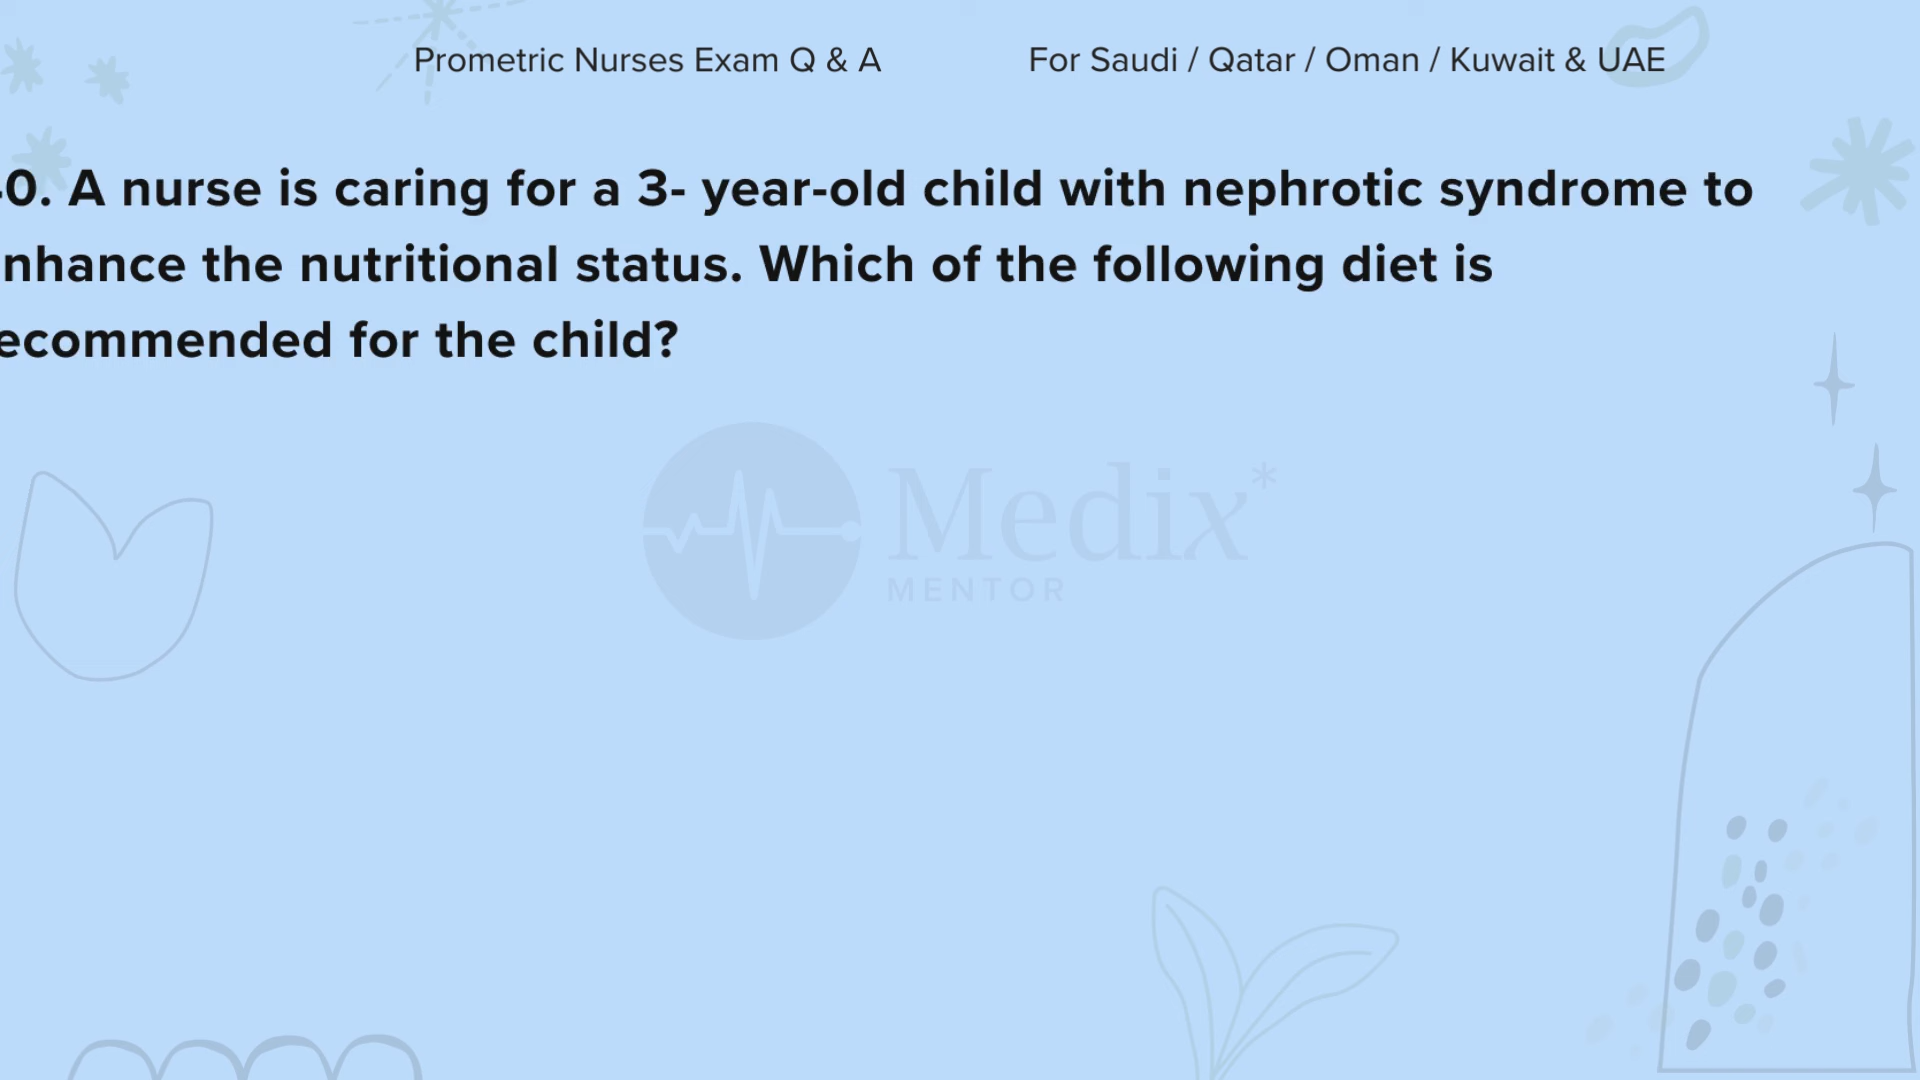 Prometric Nurses Exam Q & A
For Saudi / Qatar / Oman / Kuwait & UAE
0. A nurse is caring for a 3- year-old child with nephrotic syndrome to
nhance the nutritional status. Which of the following diet is
ecommended for the child?
Medix*
MENTOR